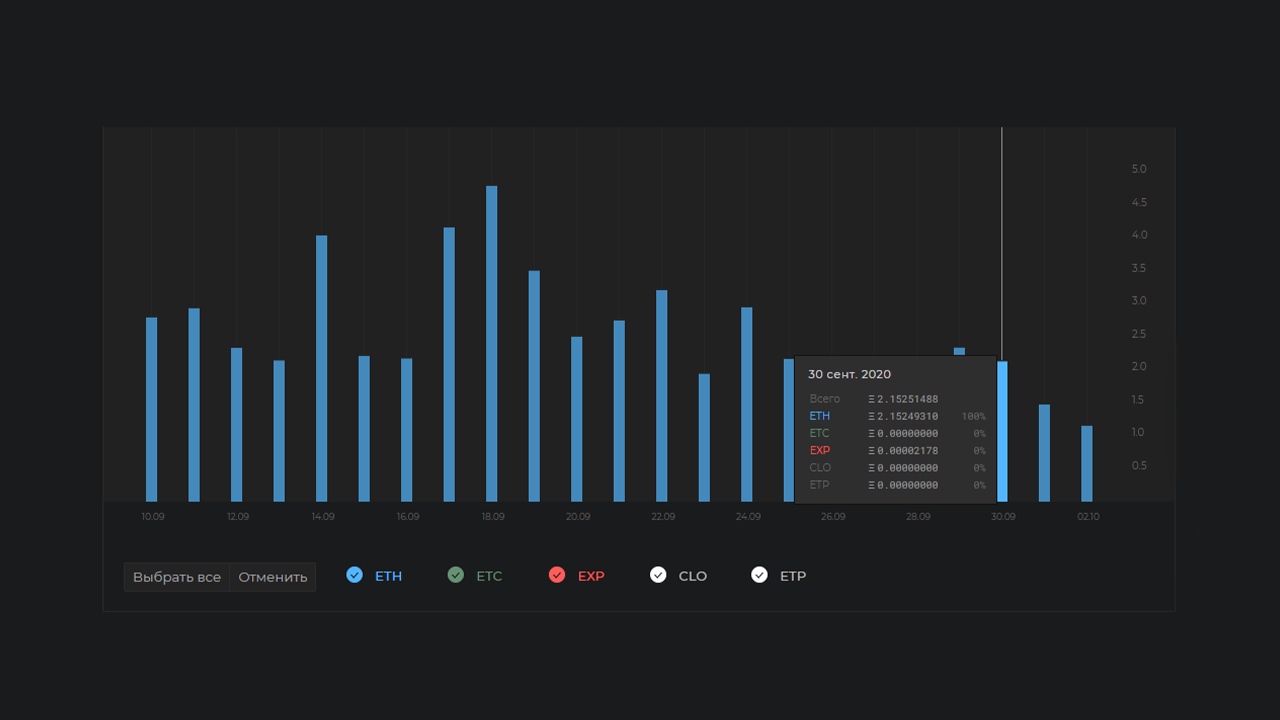 5.0
4.5
4.0
3.5
3.0
2.5
2.0
1.5
1.0
0.5
30 сент. 2020
Всего Ξ 2.15251488
ETH Ξ 2.15249310 100%
ETC Ξ 0.00000000 0%
EXP Ξ 0.00002178 0%
CLO Ξ 0.00000000 0%
ETP Ξ 0.00000000 0%
10.09 12.09 14.09 16.09 18.09 20.09 22.09 24.09 26.09 28.09 30.09 02.10
Выбрать все Отменить ETH ETC EXP CLO ETP